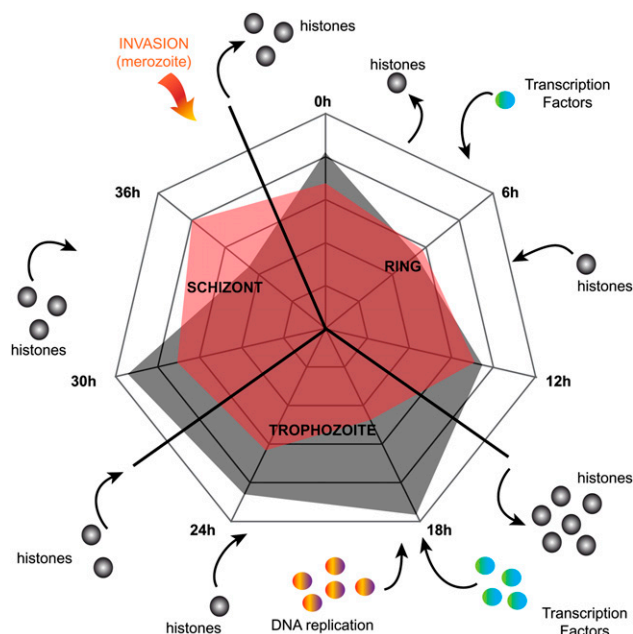 INVASION
(merozoite)
histones
histones
Transcription
Factors
0h
6h
36h
RING
SCHIZONT
histones
histones
30h
12h
TROPHOZOITE
histones
24h
18h
histones
histones
DNA replication
Transcription
Factors